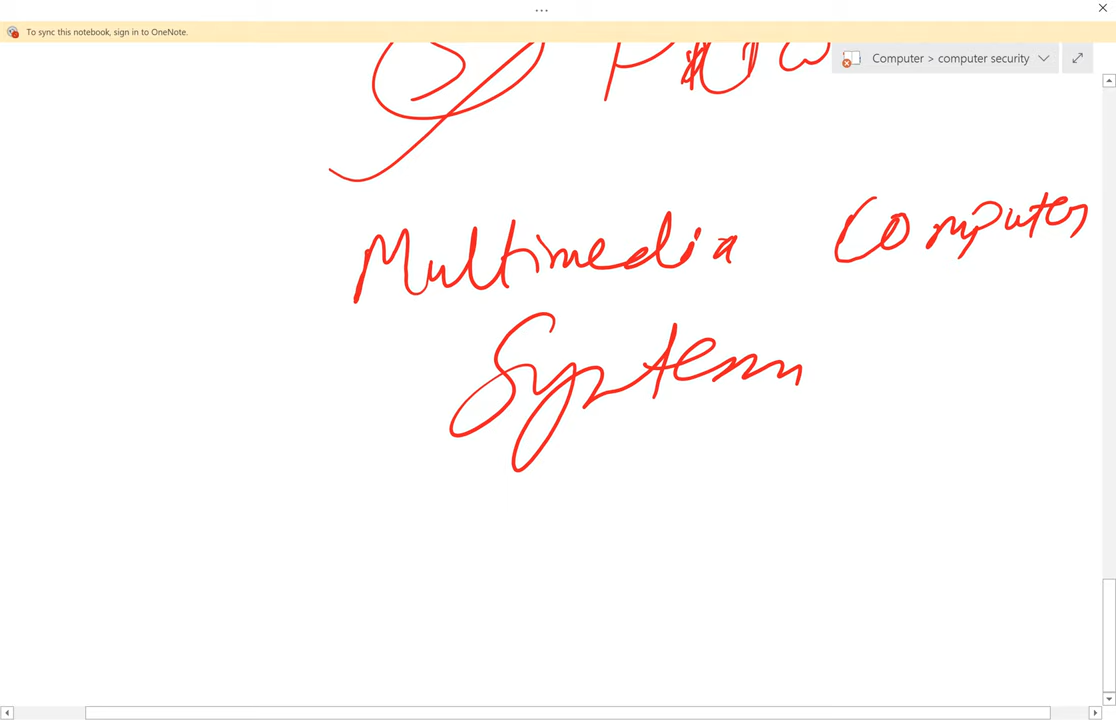 To sync this notebook, sign in to OneNote.
Computer > computer security
Multimedia Computer
System